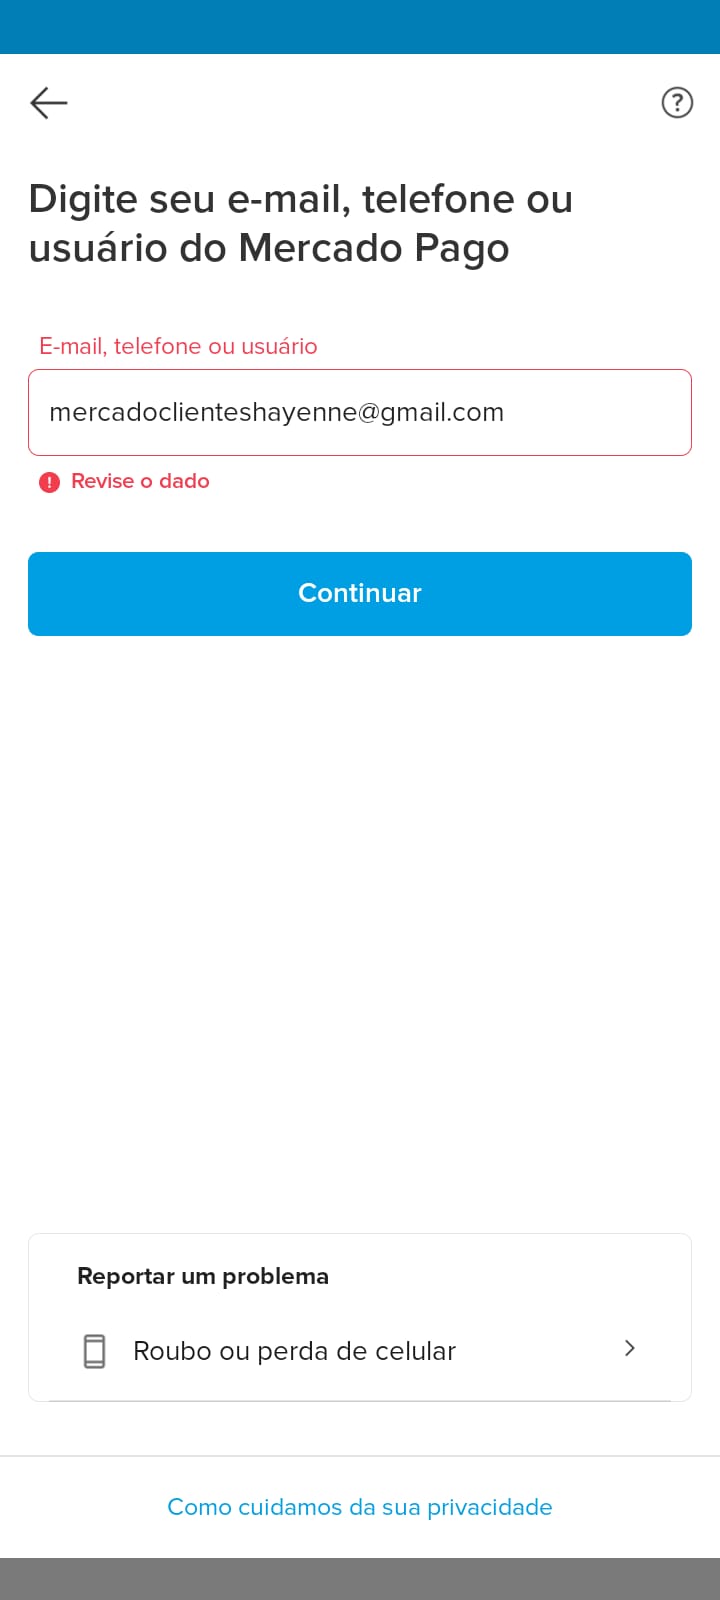 Digite seu e-mail, telefone ou
usuário do Mercado Pago
E-mail, telefone ou usuário
mercadoclienteshayenne@gmail.com
Revise o dado
Continuar
Reportar um problema
Roubo ou perda de celular
Como cuidamos da sua privacidade